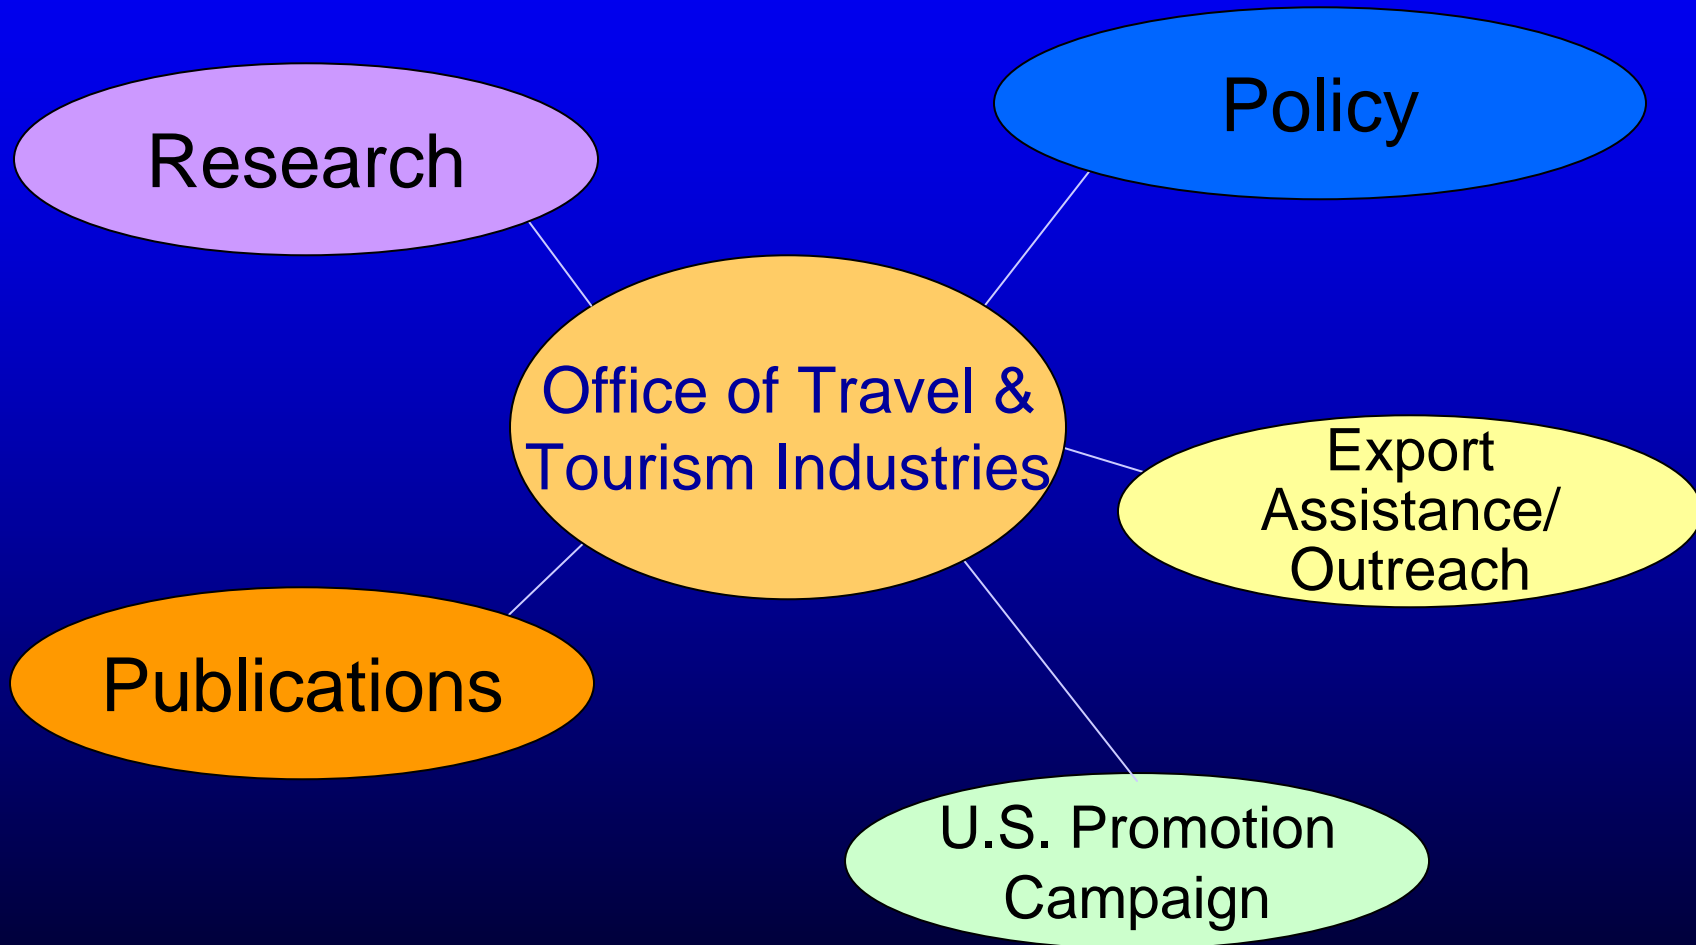 Research
Policy
Office of Travel &
Tourism Industries
Export
Assistance/
Outreach
Publications
U.S. Promotion
Campaign